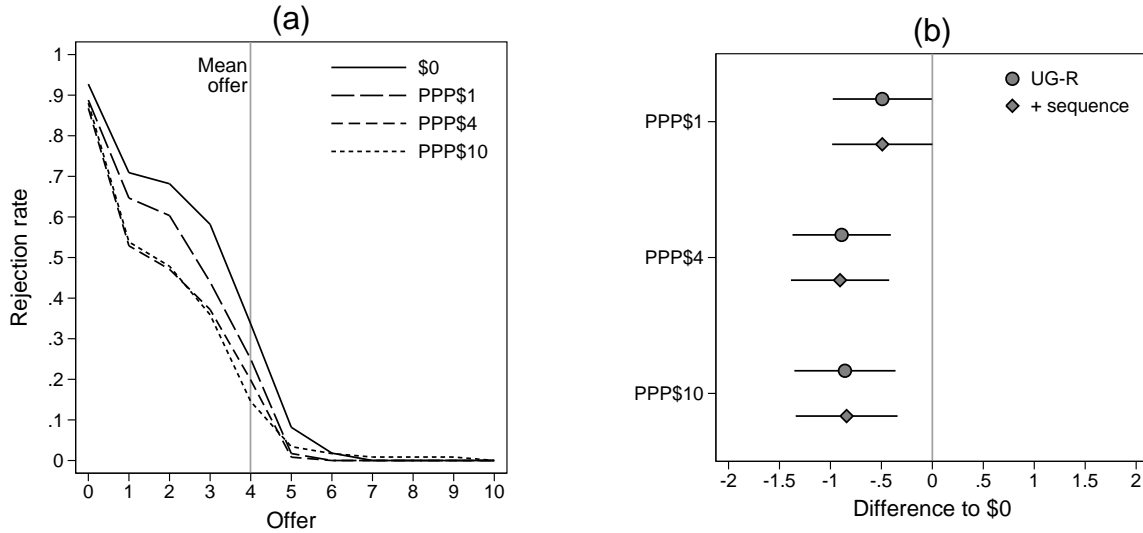 (a)
1
.9
.8
.7
.6
.5
.4
.3
.2
.1
0
Rejection rate
Mean
offer
$0
PPP$1
PPP$4
PPP$10
0 1 2 3 4 5 6 7 8 9 10
Offer
(b)
UG-R
+ sequence
PPP$1
PPP$4
PPP$10
-2 -1.5 -1 -.5 0 .5 1 1.5 2
Difference to $0